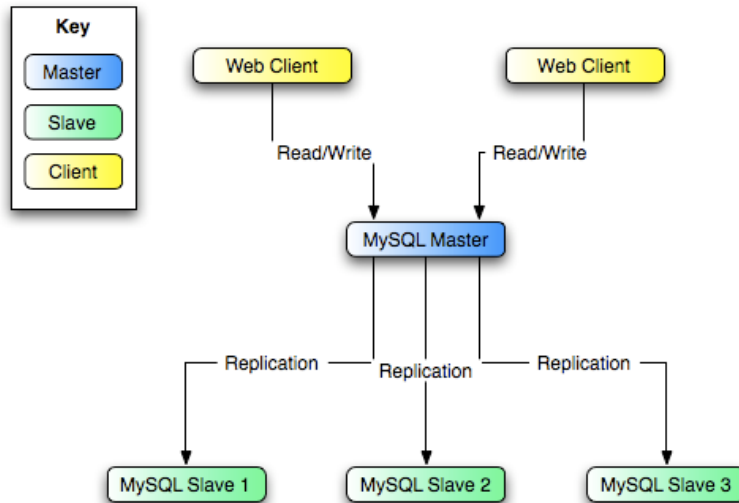 Key
Master
Slave
Client
Web Client
Web Client
Read/Write
Read/Write
MySQL Master
Replication
Replication
Replication
MySQL Slave 1
MySQL Slave 2
MySQL Slave 3